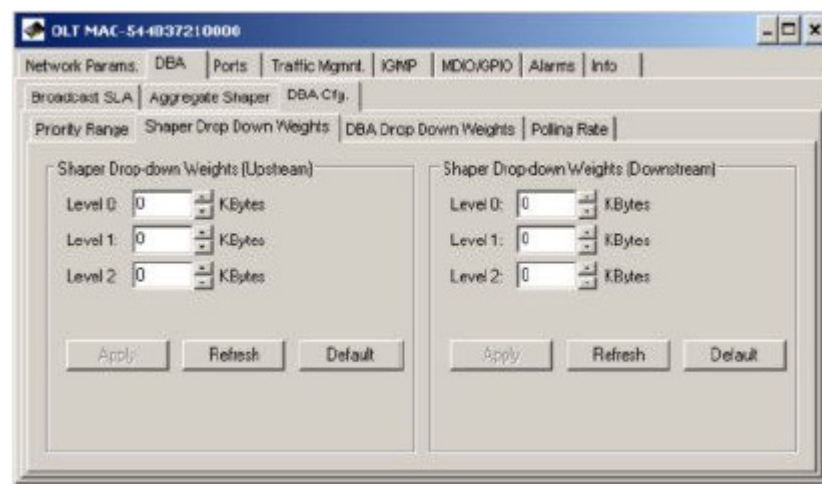 OLT MAC-544B37210000
Network Params. DBA Ports Traffic Mgmnt. IGMP MDIO/GPIO Alarms Info
Broadcast SLA Aggregate Shaper DBA Cfg.
Priority Range Shaper Drop Down Weights DBA Drop Down Weights Polling Rate
Shaper Drop-down Weights (Upstream)
Level 0: 0 KBytes
Level 1: 0 KBytes
Level 2: 0 KBytes
Apply Refresh Default
Shaper Drop-down Weights (Downstream)
Level 0: 0 KBytes
Level 1: 0 KBytes
Level 2: 0 KBytes
Apply Refresh Default